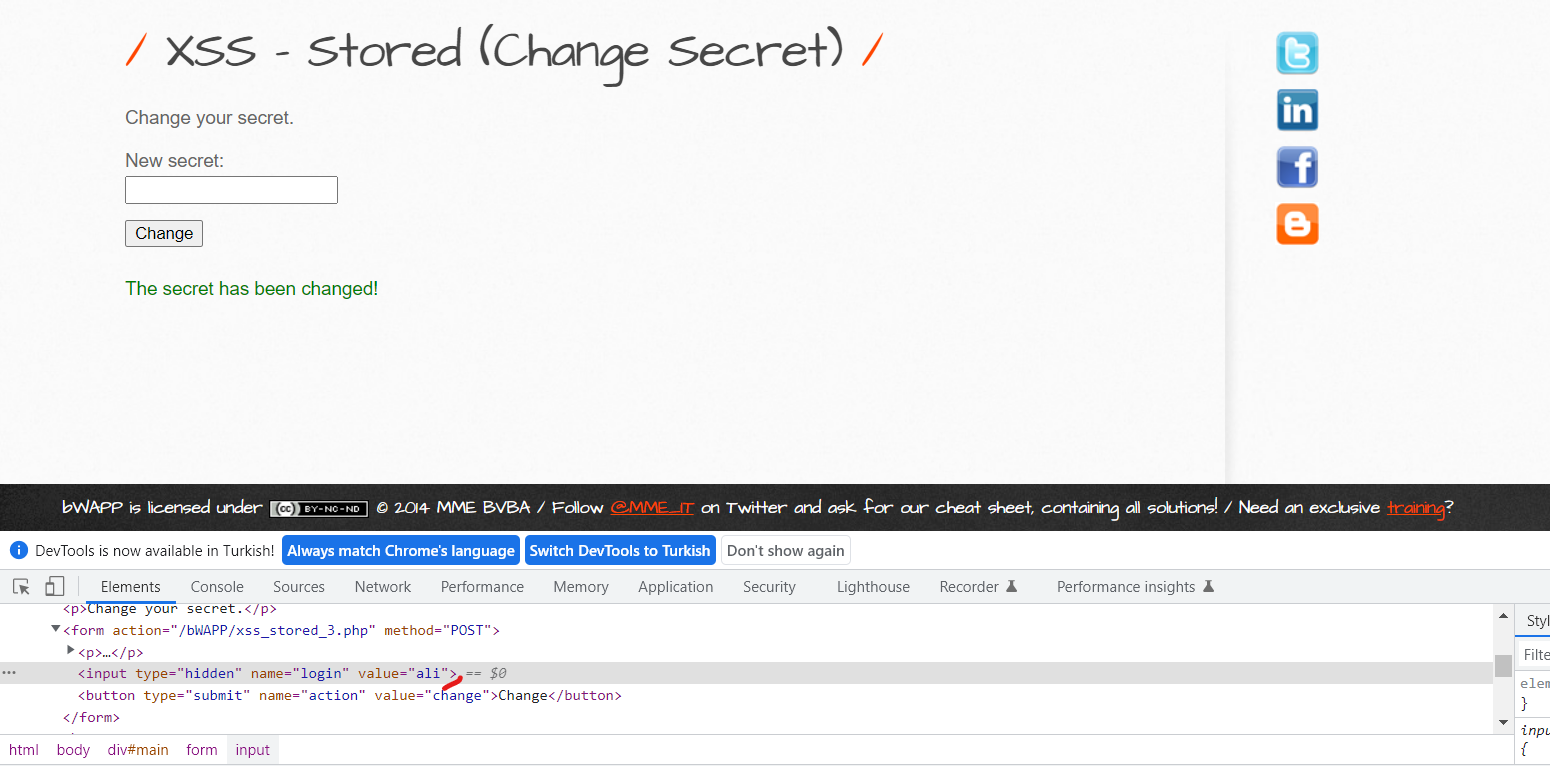 / XSS - Stored (Change Secret) /
Change your secret.
New secret:
Change
The secret has been changed!
bWAPP is licensed under (cc) BY-NC-ND © 2014 MME BVBA / Follow @MME_IT on Twitter and ask for our cheat sheet, containing all solutions! / Need an exclusive training?
DevTools is now available in Turkish! Always match Chrome's language Switch DevTools to Turkish Don't show again
Elements Console Sources Network Performance Memory Application Security Lighthouse Recorder Performance insights
<p>Change your secret.</p>
<form action="/bWAPP/xss_stored_3.php" method="POST">
<p>…</p>
<input type="hidden" name="login" value="ali"> == $0
<button type="submit" name="action" value="change">Change</button>
</form>
html body div#main form input
Styl
Filte
elem
}
inpu
{